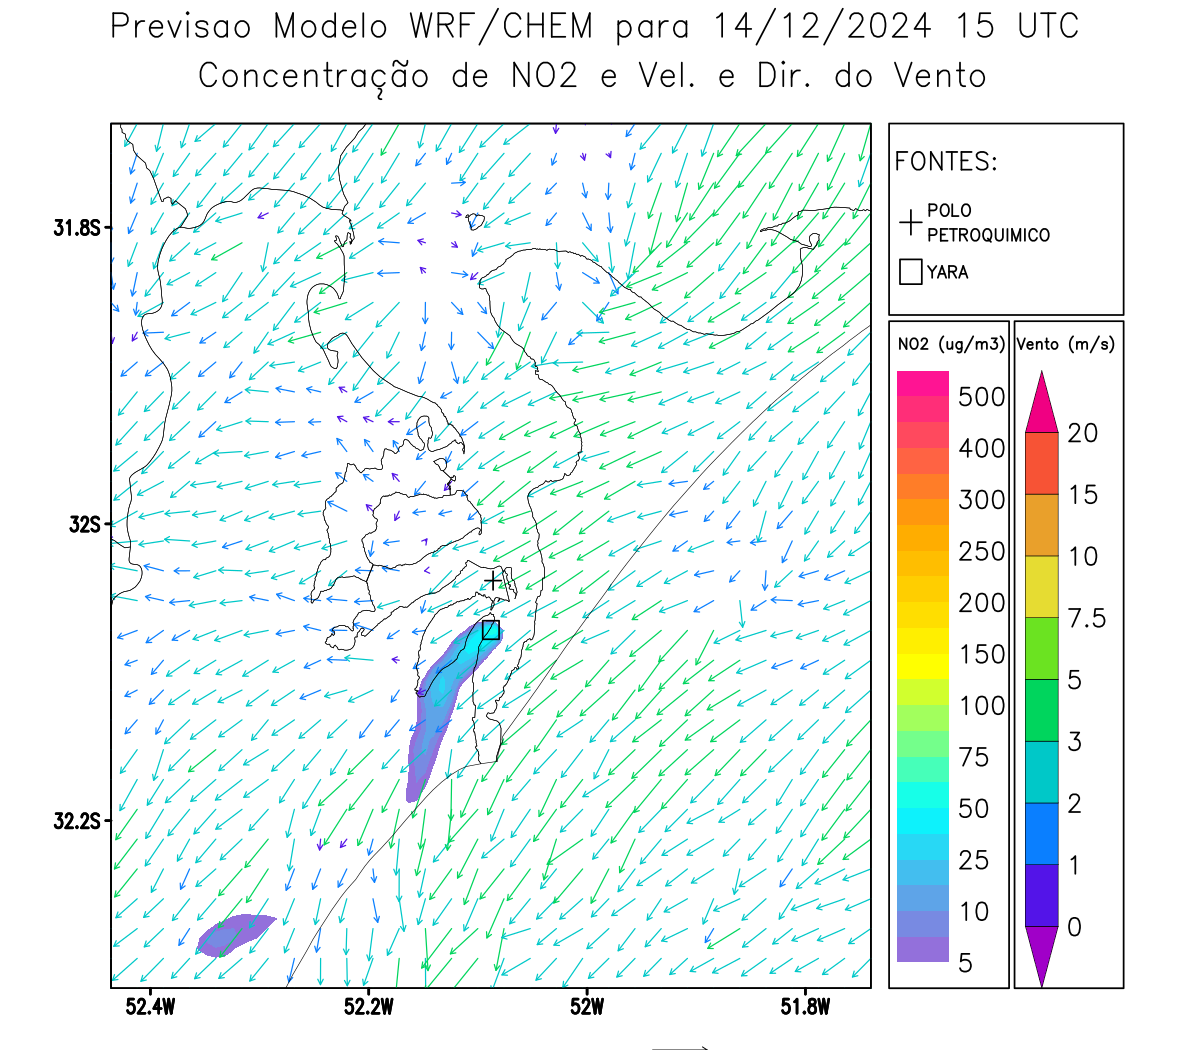 Previsao Modelo WRF/CHEM para 14/12/2024 15 UTC
Concentração de NO2 e Vel. e Dir. do Vento
FONTES:
POLO
PETROQUIMICO
YARA
NO2 (ug/m3)
500
400
300
250
200
150
100
75
50
25
10
5
Vento (m/s)
20
15
10
7.5
5
3
2
1
0
31.8S
32S
32.2S
52.4W
52.2W
52W
51.8W